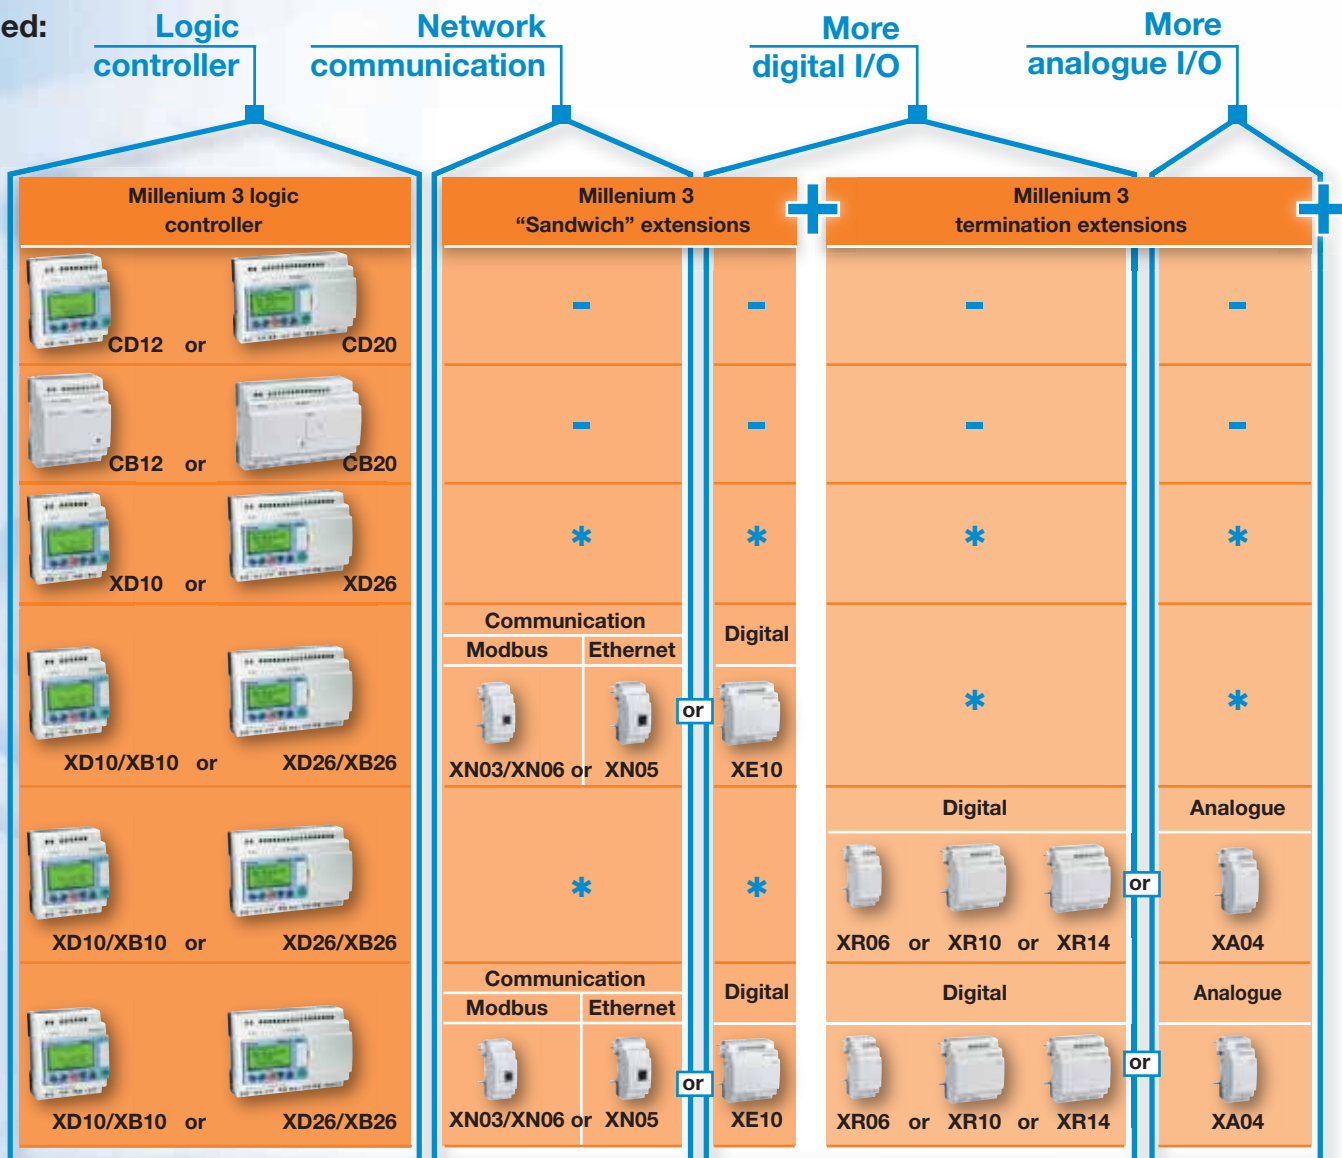 ed:
Logic
controller
Network
communication
More
digital I/O
More
analogue I/O
Millenium 3 logic
controller
Millenium 3
“Sandwich” extensions
+
Millenium 3
termination extensions
+
CD12 or CD20
- - - -
CB12 or CB20
- - - -
XD10 or XD26
* * * *
Communication
Modbus Ethernet
Digital
XD10/XB10 or XD26/XB26
XN03/XN06 or XN05
or
XE10
* *
XD10/XB10 or XD26/XB26
* *
Digital
XR06 or XR10 or XR14
or
Analogue
XA04
XD10/XB10 or XD26/XB26
Communication
Modbus Ethernet
XN03/XN06 or XN05
or
Digital
XE10
Digital
XR06 or XR10 or XR14
or
Analogue
XA04